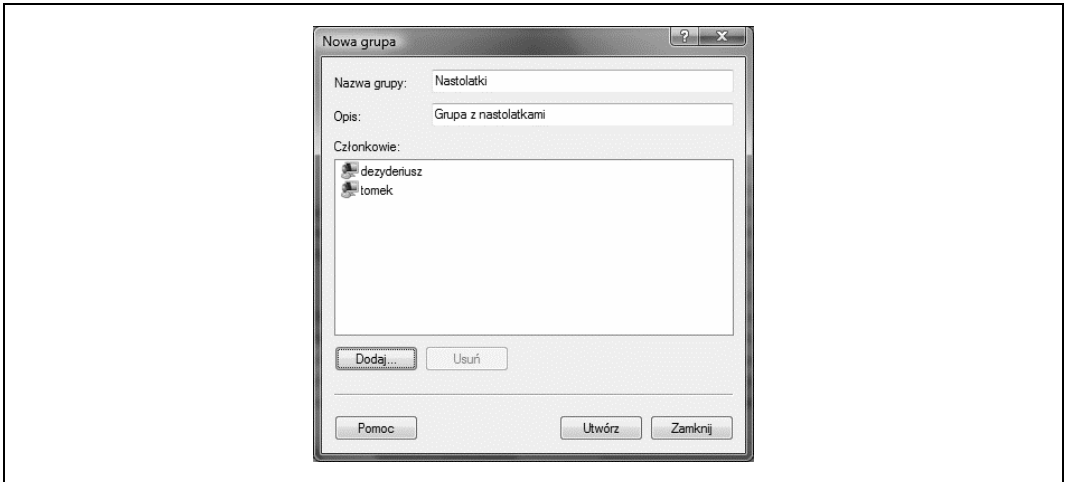 Nowa grupa
Nazwa grupy: Nastolatki
Opis: Grupa z nastolatkami
Członkowie:
dezyderiusz
tomek
Dodaj... Usuń
Pomoc Utwórz Zamknij